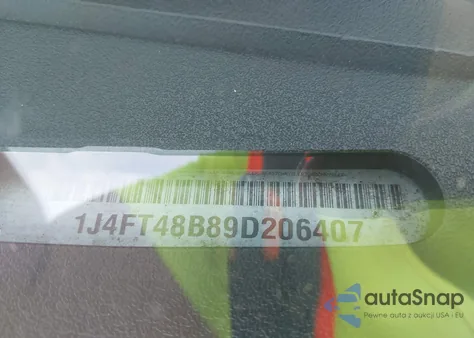 1J4FT48B89D206407
autaSnap
Pewne auta z aukcji USA i EU